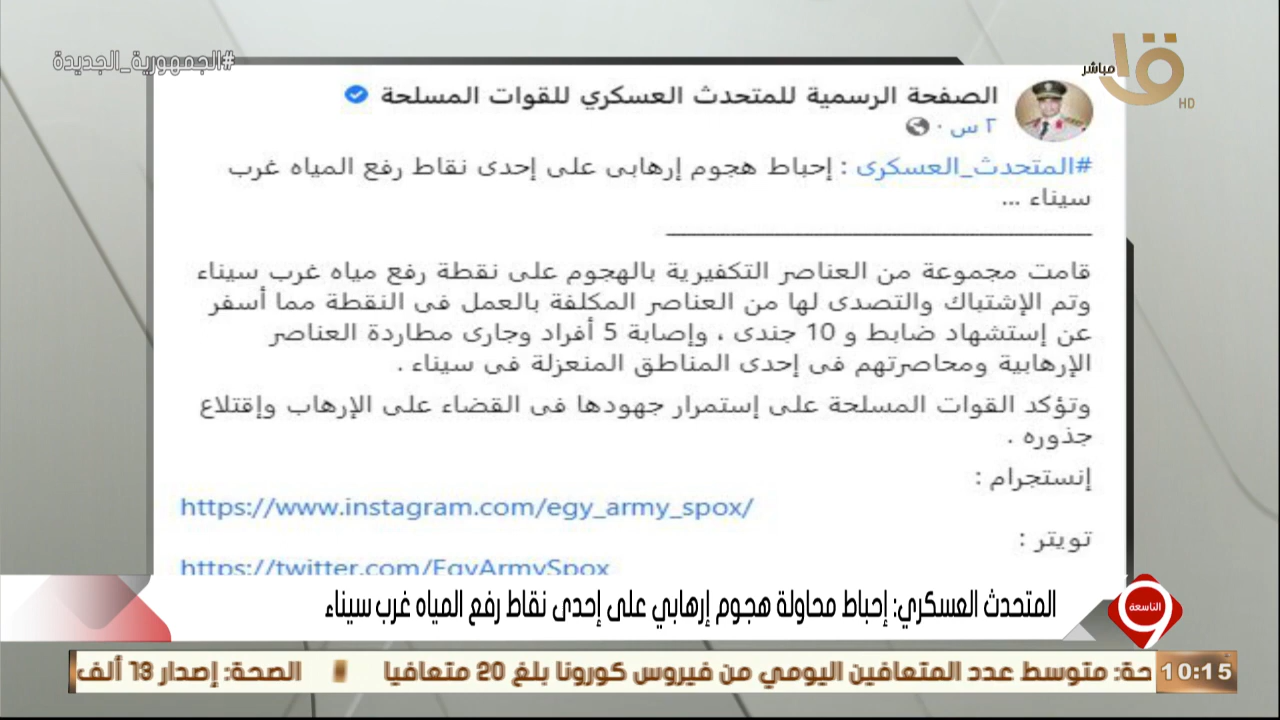 #الجمهورية_الجديدة
مباشر
HD
الصفحة الرسمية للمتحدث العسكري للقوات المسلحة
٢ س ·
#المتحدث_العسكرى : إحباط هجوم إرهابى على إحدى نقاط رفع المياه غرب
سيناء ...
قامت مجموعة من العناصر التكفيرية بالهجوم على نقطة رفع مياه غرب سيناء
وتم الإشتباك والتصدى لها من العناصر المكلفة بالعمل فى النقطة مما أسفر
عن إستشهاد ضابط و 10 جندى ، وإصابة 5 أفراد وجارى مطاردة العناصر
الإرهابية ومحاصرتهم فى إحدى المناطق المنعزلة فى سيناء .
وتؤكد القوات المسلحة على إستمرار جهودها فى القضاء على الإرهاب وإقتلاع
جذوره .
إنستجرام :
https://www.instagram.com/egy_army_spox/
تويتر :
https://twitter.com/EgyArmySpox
المتحدث العسكري: إحباط محاولة هجوم إرهابي على إحدى نقاط رفع المياه غرب سيناء
التاسعة
10:15
حة: متوسط عدد المتعافين اليومي من فيروس كورونا بلغ 20 متعافيا
الصحة: إصدار 18 ألف